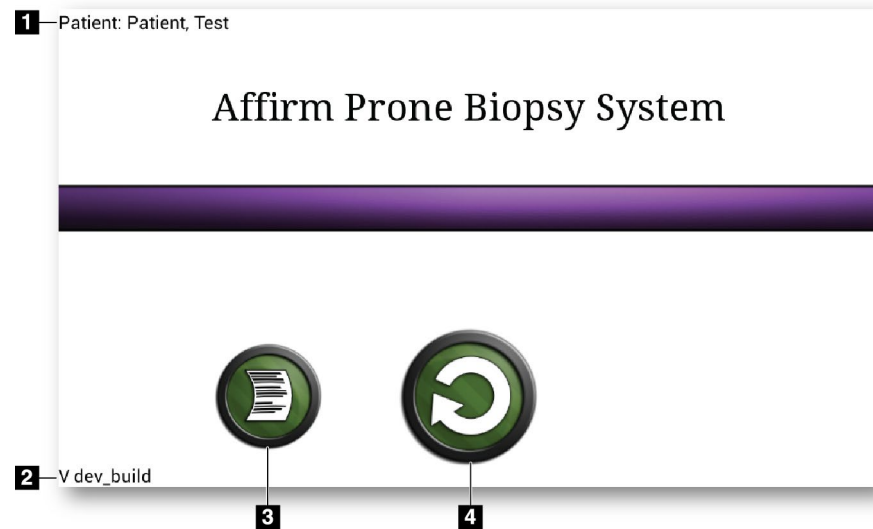 1 Patient: Patient, Test
Affirm Prone Biopsy System
2 V dev_build
3 4